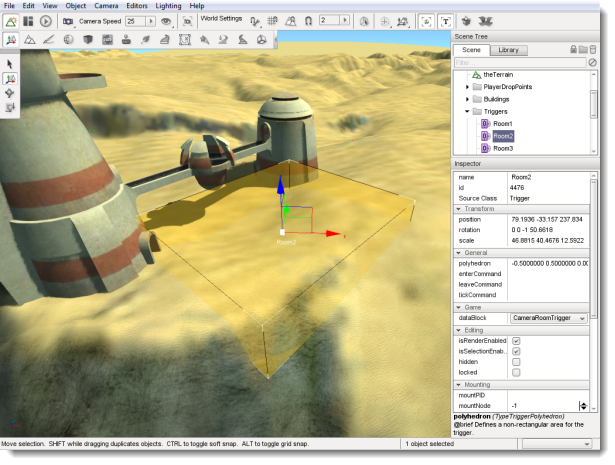 File Edit View Object Camera Editors Lighting Help
Camera Speed 25 World Settings 2 T
Scene Tree
Scene Library
Filter...
theTerrain
PlayerDropPoints
Buildings
Triggers
Room1
Room2
Room3
Inspector
name Room2
id 4476
Source Class Trigger
Transform
position 79.1936 -33.157 237.834
rotation 0 0 -1 50.6618
scale 46.8815 40.4676 12.5922
General
polyhedron -0.5000000 0.5000000 0.00
enterCommand
leaveCommand
tickCommand
Game
dataBlock CameraRoomTrigger
Editing
isRenderEnabled
isSelectionEnab..
hidden
locked
Mounting
mountPID
mountNode -1
polyhedron (TypeTriggerPolyhedron)
@brief Defines a non-rectangular area for the
trigger.
Room2
Move selection. SHIFT while dragging duplicates objects. CTRL to toggle soft snap. ALT to toggle grid snap. 1 object selected